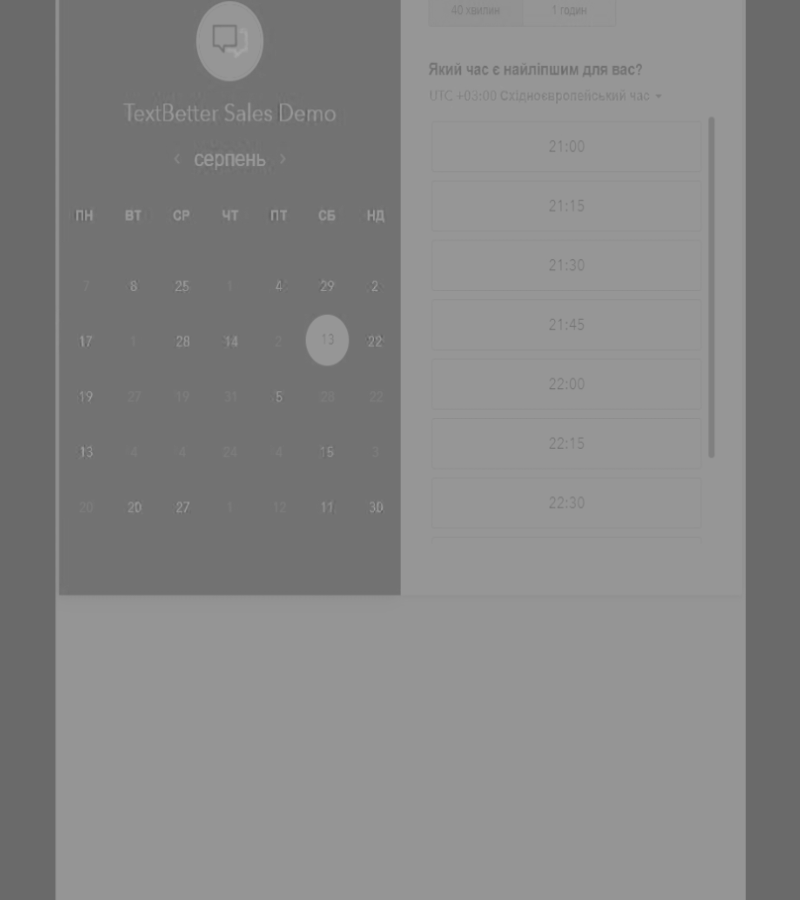 40 хвилин 1 годин
TextBetter Sales Demo
серпень
ПН ВТ СР ЧТ ПТ СБ НД
7 6 25 1 4 29 2
17 1 28 14 2 13 22
19 27 19 31 5 28 22
13 4 4 24 4 15 3
20 20 27 1 12 11 30
Який час є найліпшим для вас?
UTC +03:00 Східноєвропейський час
21:00
21:15
21:30
21:45
22:00
22:15
22:30